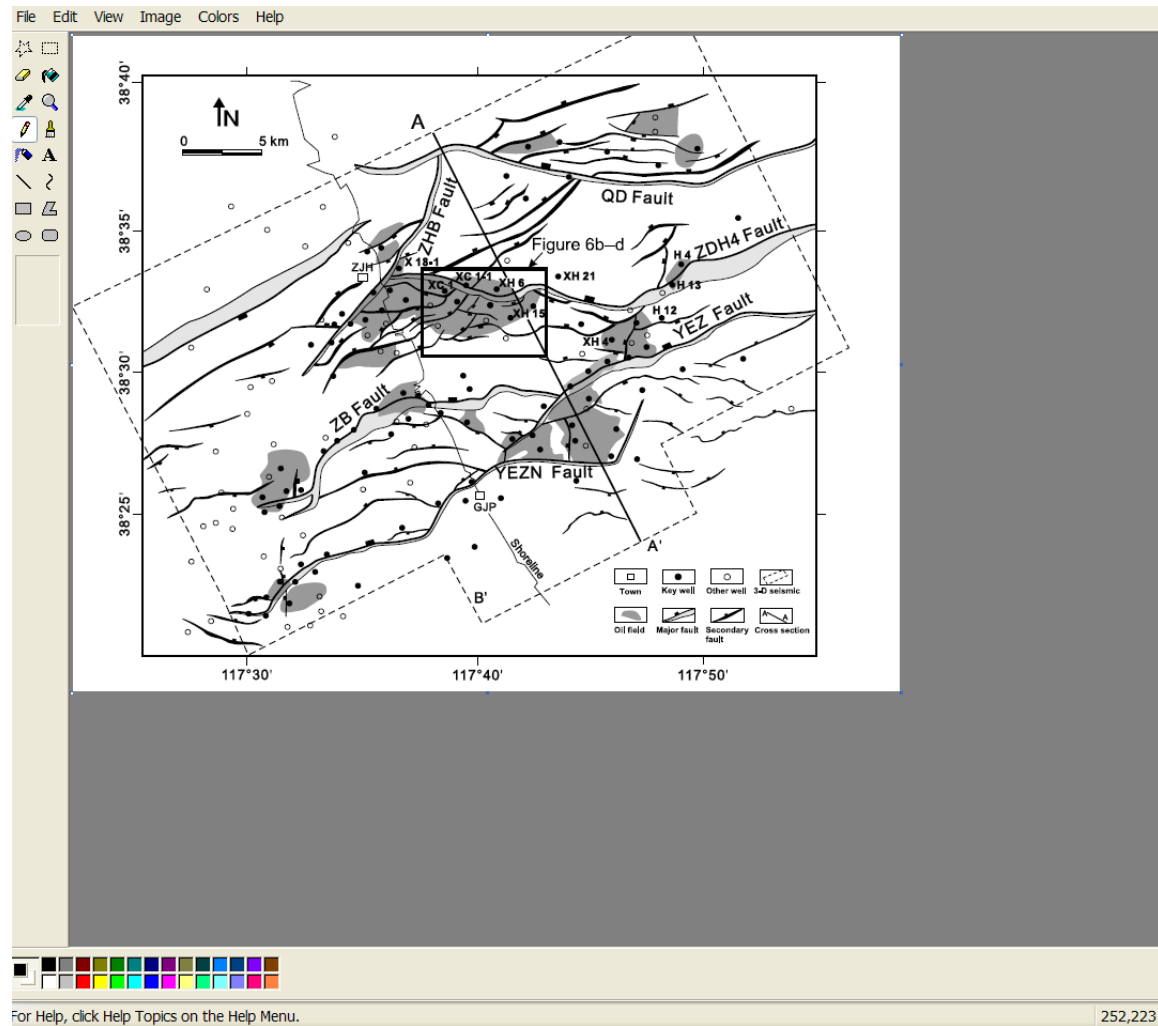 File Edit View Image Colors Help
A
38°40'
N
0 5 km
A
QD Fault
38°35'
ZHB Fault
ZDH4 Fault
Figure 6b–d
H 4
X 18-1
ZJH
XC 1-1
XH 21
XC 1
XH 6
H 13
XH 15
H 12
YEZ Fault
XH 4
38°30'
ZB Fault
YEZN Fault
38°25'
GJP
Shoreline
A'
B'
Town Key well Other well 3-D seismic
A A
Oil field Major fault Secondary fault Cross section
117°30' 117°40' 117°50'
For Help, click Help Topics on the Help Menu.
252,223